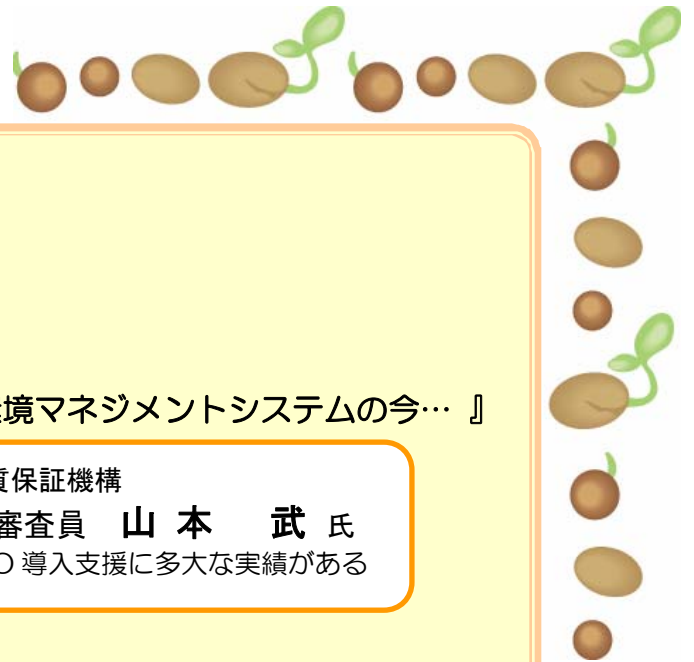 境マネジメントシステムの今… 』
質保証機構
審査員 山 本 武 氏
O 導入支援に多大な実績がある